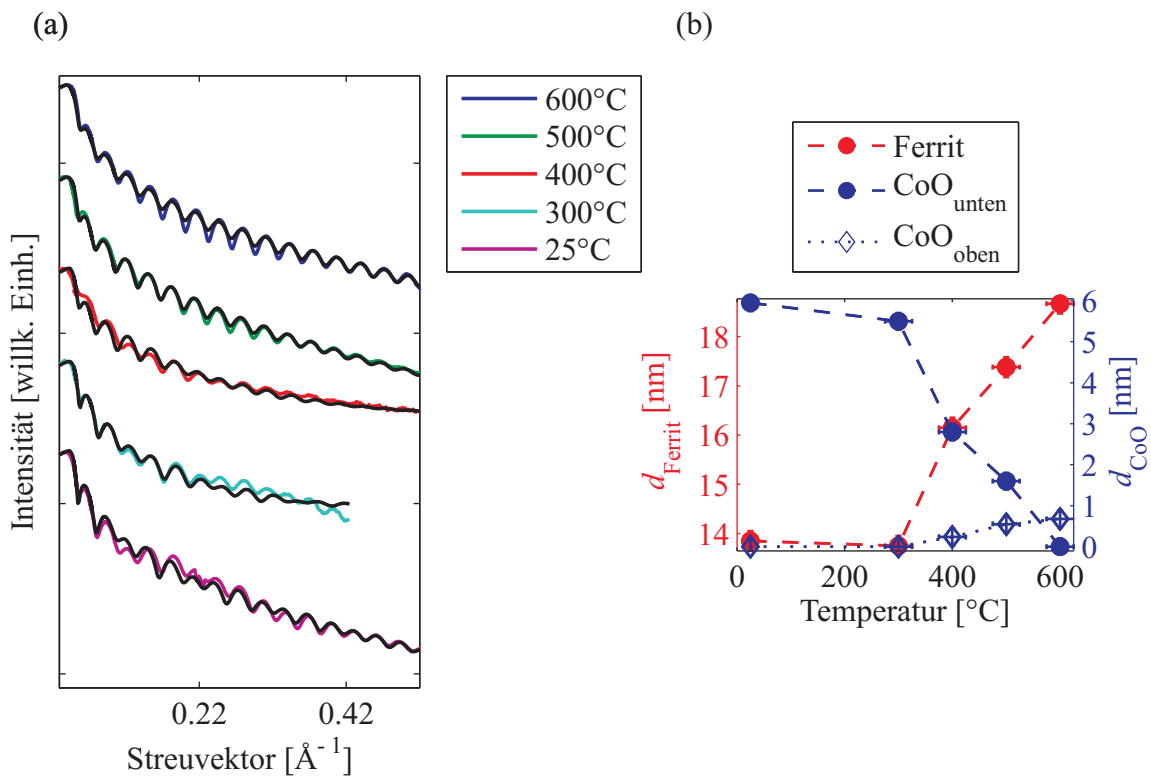 (a)
Intensität [willk. Einh.]
0.22
0.42
Streuvektor [Å⁻¹]
600°C
500°C
400°C
300°C
25°C
(b)
Ferrit
CoO_unten
CoO_oben
d_Ferrit [nm]
18
17
16
15
14
6
5
4
3
2
1
0
d_CoO [nm]
0
200
400
600
Temperatur [°C]